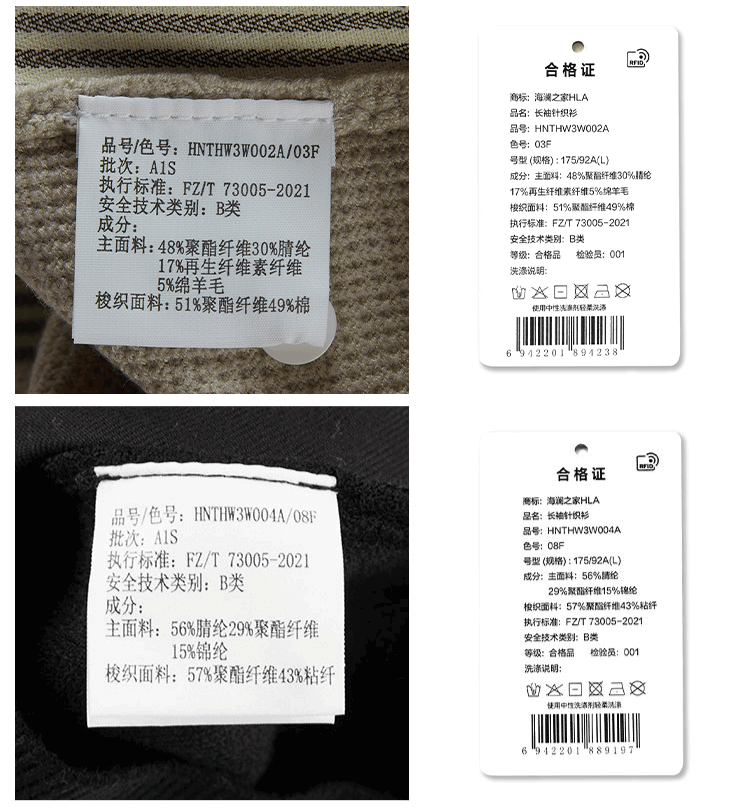 品号/色号: HNTHW3W002A/03F
批次: A1S
执行标准: FZ/T 73005-2021
安全技术类别: B类
成分:
主面料: 48%聚酯纤维30%腈纶
17%再生纤维素纤维
5%绵羊毛
梭织面料: 51%聚酯纤维49%棉
RFID
合格证
商标: 海澜之家HLA
品名: 长袖针织衫
品号: HNTHW3W002A
色号: 03F
号型 (规格) : 175/92A(L)
成分: 主面料: 48%聚酯纤维30%腈纶
17%再生纤维素纤维5%绵羊毛
梭织面料: 51%聚酯纤维49%棉
执行标准: FZ/T 73005-2021
安全技术类别: B类
等级: 合格品 检验员: 001
洗涤说明:
使用中性洗涤剂轻柔洗涤
6 942201 894238
品号/色号: HNTHW3W004A/08F
批次: A1S
执行标准: FZ/T 73005-2021
安全技术类别: B类
成分:
主面料: 56%腈纶29%聚酯纤维
15%锦纶
梭织面料: 57%聚酯纤维43%粘纤
RFID
合格证
商标: 海澜之家HLA
品名: 长袖针织衫
品号: HNTHW3W004A
色号: 08F
号型 (规格) : 175/92A(L)
成分: 主面料: 56%腈纶
29%聚酯纤维15%锦纶
梭织面料: 57%聚酯纤维43%粘纤
执行标准: FZ/T 73005-2021
安全技术类别: B类
等级: 合格品 检验员: 001
洗涤说明:
使用中性洗涤剂轻柔洗涤
6 942201 889197